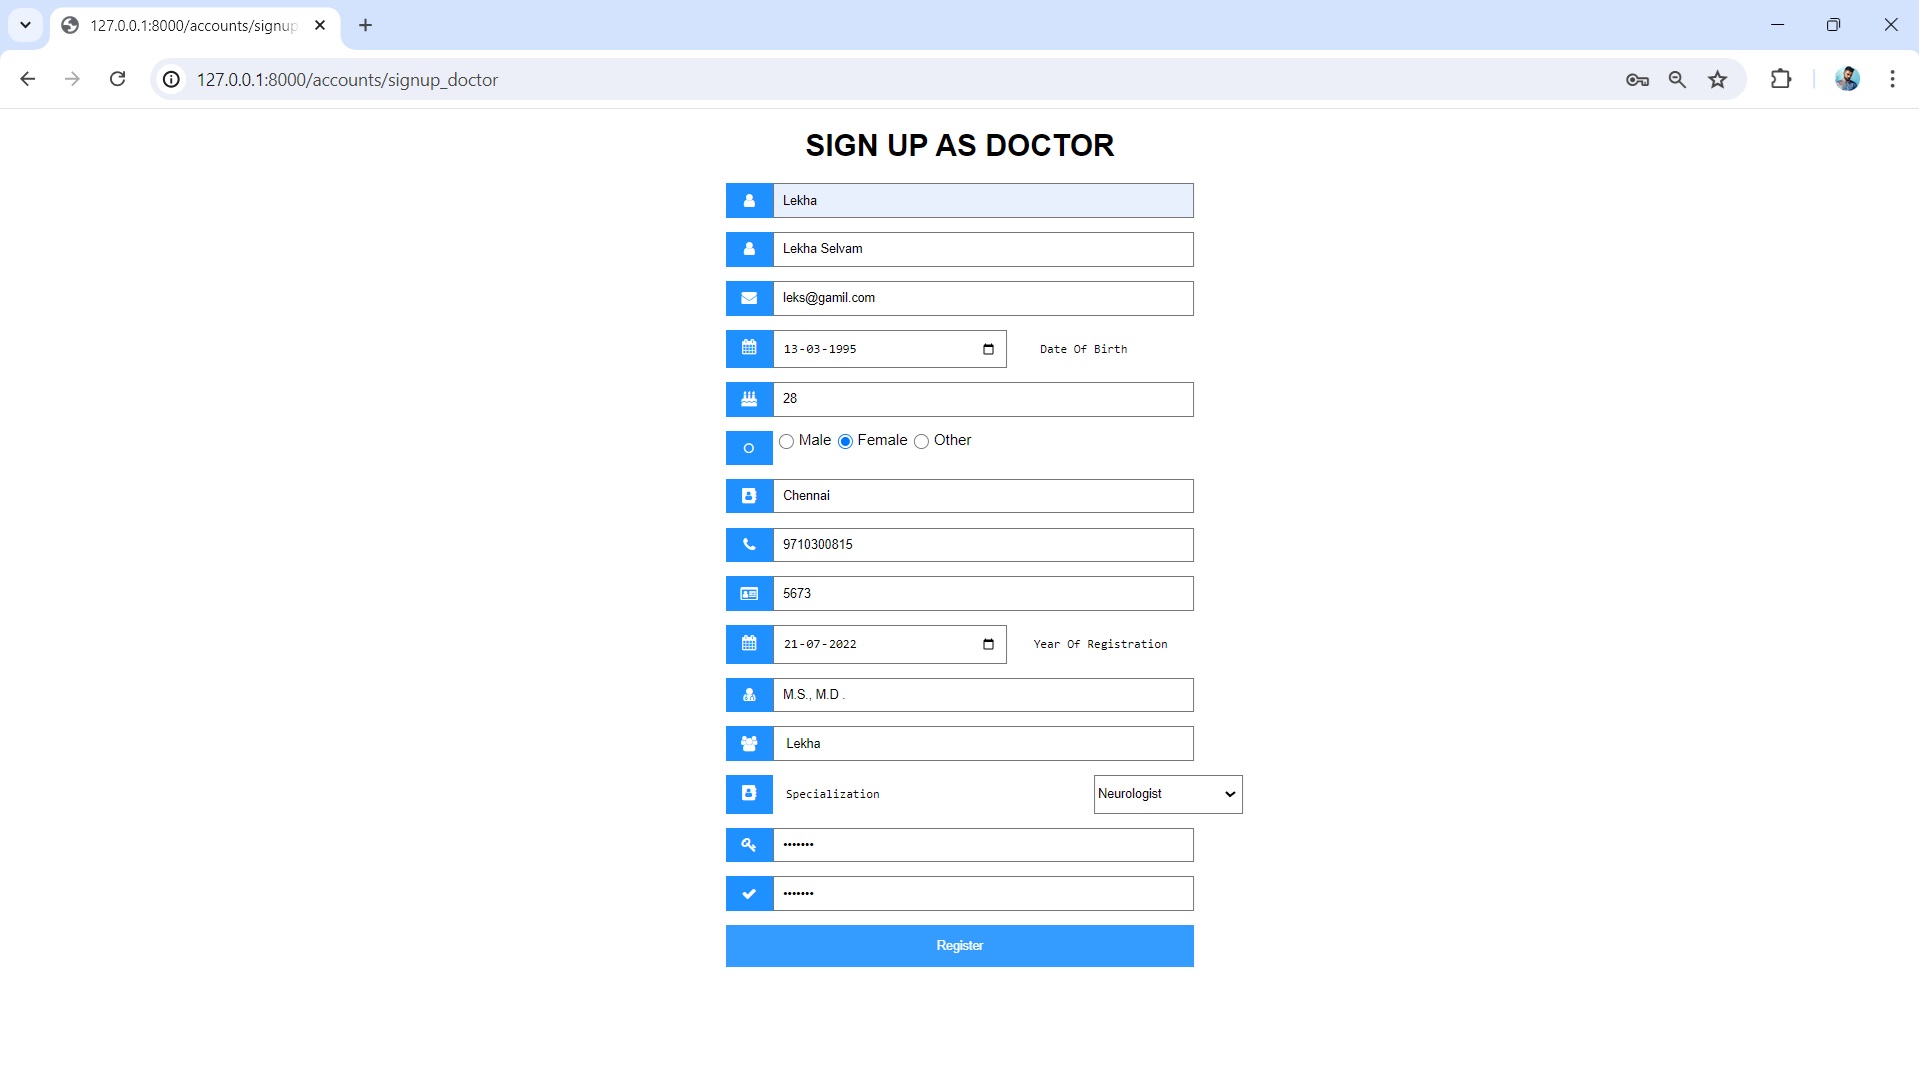 127.0.0.1:8000/accounts/signup
127.0.0.1:8000/accounts/signup_doctor
SIGN UP AS DOCTOR
Lekha
Lekha Selvam
leks@gamil.com
13-03-1995 Date Of Birth
28
Male Female Other
Chennai
9710300815
5673
21-07-2022 Year Of Registration
M.S., M.D .
Lekha
Specialization Neurologist
•••••••
•••••••
Register